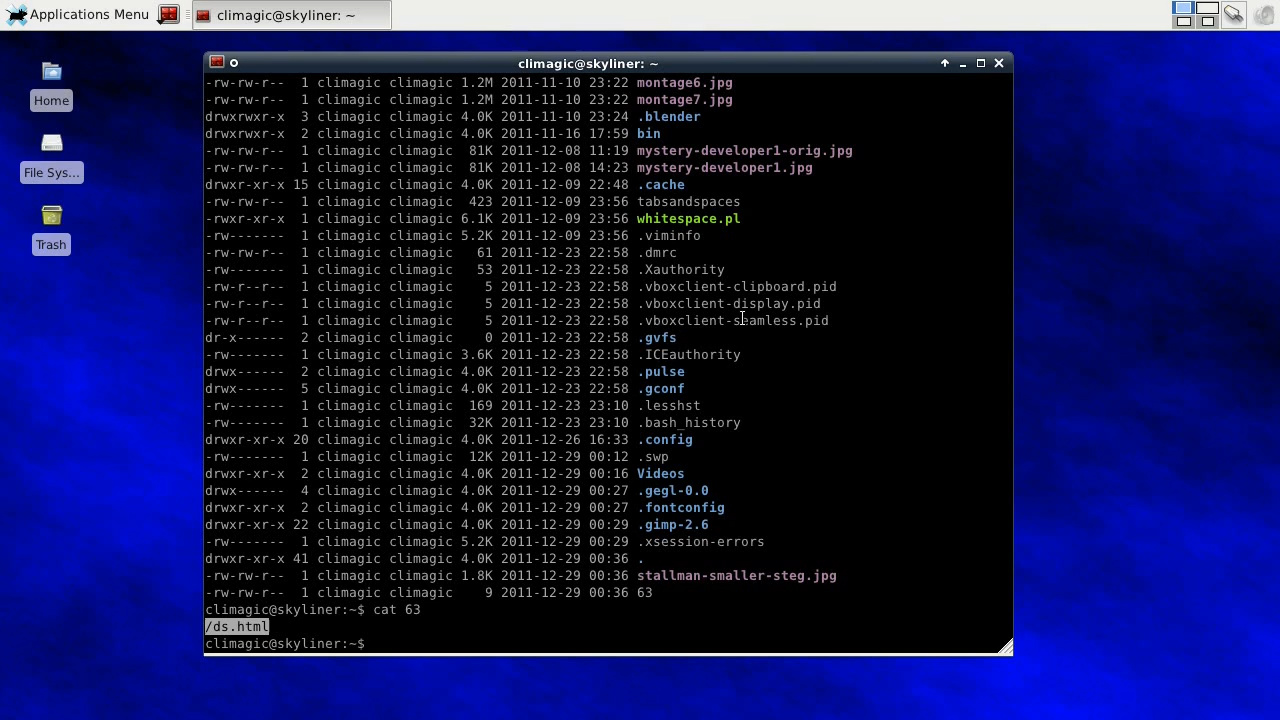 Applications Menu climagic@skyliner: ~
climagic@skyliner: ~
Home
File Sys...
Trash
-rw-rw-r-- 1 climagic climagic 1.2M 2011-11-10 23:22 montage6.jpg
-rw-rw-r-- 1 climagic climagic 1.2M 2011-11-10 23:22 montage7.jpg
drwxrwxr-x 3 climagic climagic 4.0K 2011-11-10 23:24 .blender
drwxrwxr-x 2 climagic climagic 4.0K 2011-11-16 17:59 bin
-rw-rw-r-- 1 climagic climagic 81K 2011-12-08 11:19 mystery-developer1-orig.jpg
-rw-rw-r-- 1 climagic climagic 81K 2011-12-08 14:23 mystery-developer1.jpg
drwxr-xr-x 15 climagic climagic 4.0K 2011-12-09 22:48 .cache
-rw-rw-r-- 1 climagic climagic 423 2011-12-09 23:56 tabsandspaces
-rwxr-xr-x 1 climagic climagic 6.1K 2011-12-09 23:56 whitespace.pl
-rw------- 1 climagic climagic 5.2K 2011-12-09 23:56 .viminfo
-rw-rw-r-- 1 climagic climagic 61 2011-12-23 22:58 .dmrc
-rw------- 1 climagic climagic 53 2011-12-23 22:58 .Xauthority
-rw-r--r-- 1 climagic climagic 5 2011-12-23 22:58 .vboxclient-clipboard.pid
-rw-r--r-- 1 climagic climagic 5 2011-12-23 22:58 .vboxclient-display.pid
-rw-r--r-- 1 climagic climagic 5 2011-12-23 22:58 .vboxclient-seamless.pid
dr-x------ 2 climagic climagic 0 2011-12-23 22:58 .gvfs
-rw------- 1 climagic climagic 3.6K 2011-12-23 22:58 .ICEauthority
drwx------ 2 climagic climagic 4.0K 2011-12-23 22:58 .pulse
drwx------ 5 climagic climagic 4.0K 2011-12-23 22:58 .gconf
-rw------- 1 climagic climagic 169 2011-12-23 23:10 .lesshst
-rw------- 1 climagic climagic 32K 2011-12-23 23:10 .bash_history
drwxr-xr-x 20 climagic climagic 4.0K 2011-12-26 16:33 .config
-rw------- 1 climagic climagic 12K 2011-12-29 00:12 .swp
drwxr-xr-x 2 climagic climagic 4.0K 2011-12-29 00:16 Videos
drwx------ 4 climagic climagic 4.0K 2011-12-29 00:27 .gegl-0.0
drwxr-xr-x 2 climagic climagic 4.0K 2011-12-29 00:27 .fontconfig
drwxr-xr-x 22 climagic climagic 4.0K 2011-12-29 00:29 .gimp-2.6
-rw------- 1 climagic climagic 5.2K 2011-12-29 00:29 .xsession-errors
drwxr-xr-x 41 climagic climagic 4.0K 2011-12-29 00:36 .
-rw-rw-r-- 1 climagic climagic 1.8K 2011-12-29 00:36 stallman-smaller-steg.jpg
-rw-rw-r-- 1 climagic climagic 9 2011-12-29 00:36 63
climagic@skyliner:~$ cat 63
/ds.html
climagic@skyliner:~$